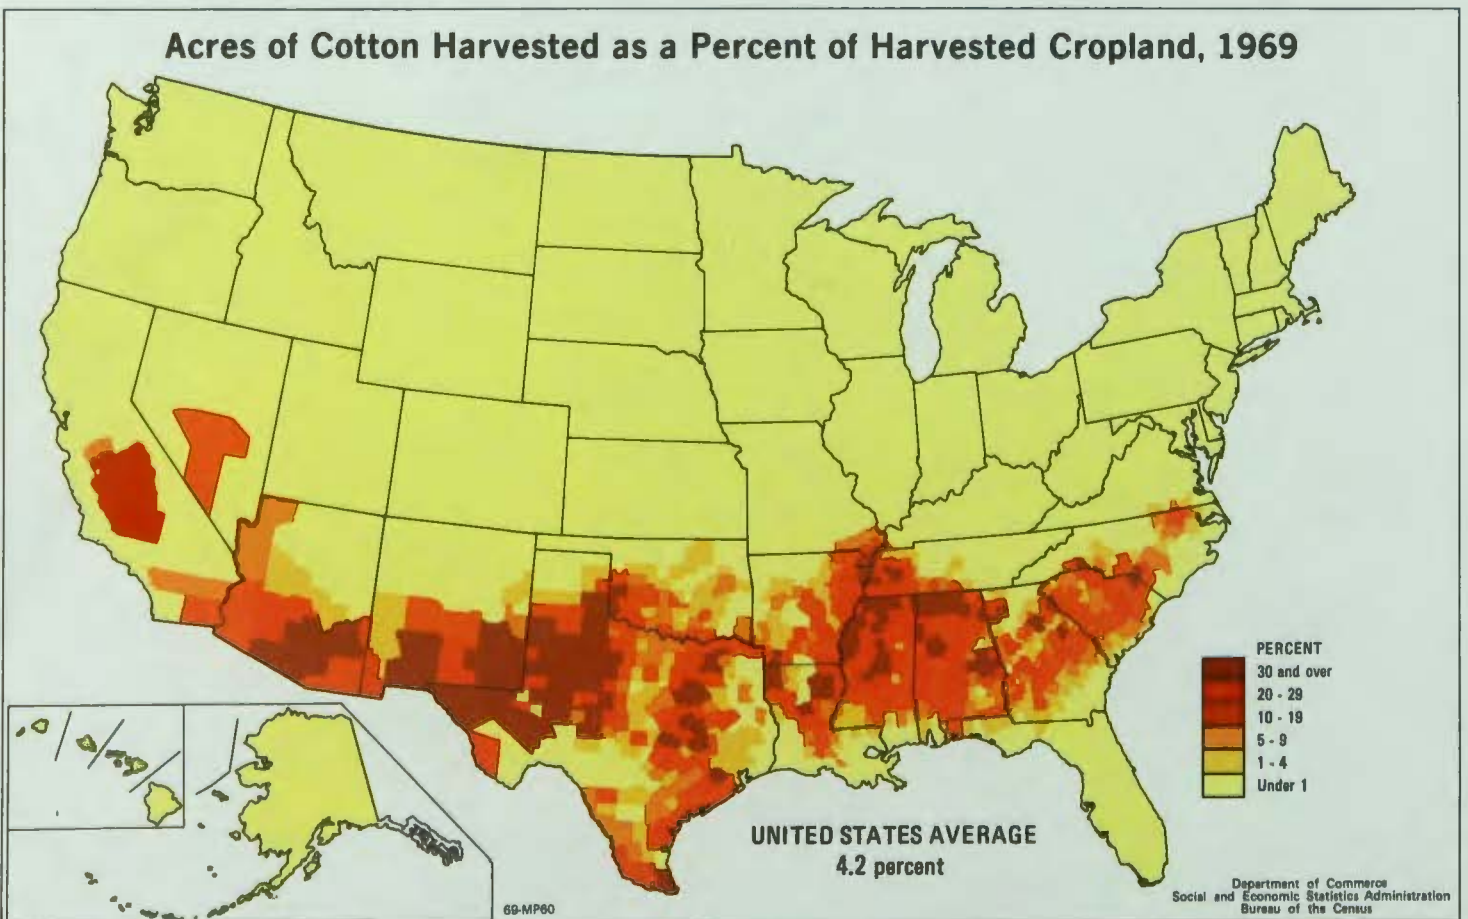 Acres of Cotton Harvested as a Percent of Harvested Cropland, 1969
PERCENT
30 and over
20 - 29
10 - 19
5 - 9
1 - 4
Under 1
UNITED STATES AVERAGE
4.2 percent
69-MP60
Department of Commerce
Social and Economic Statistics Administration
Bureau of the Census